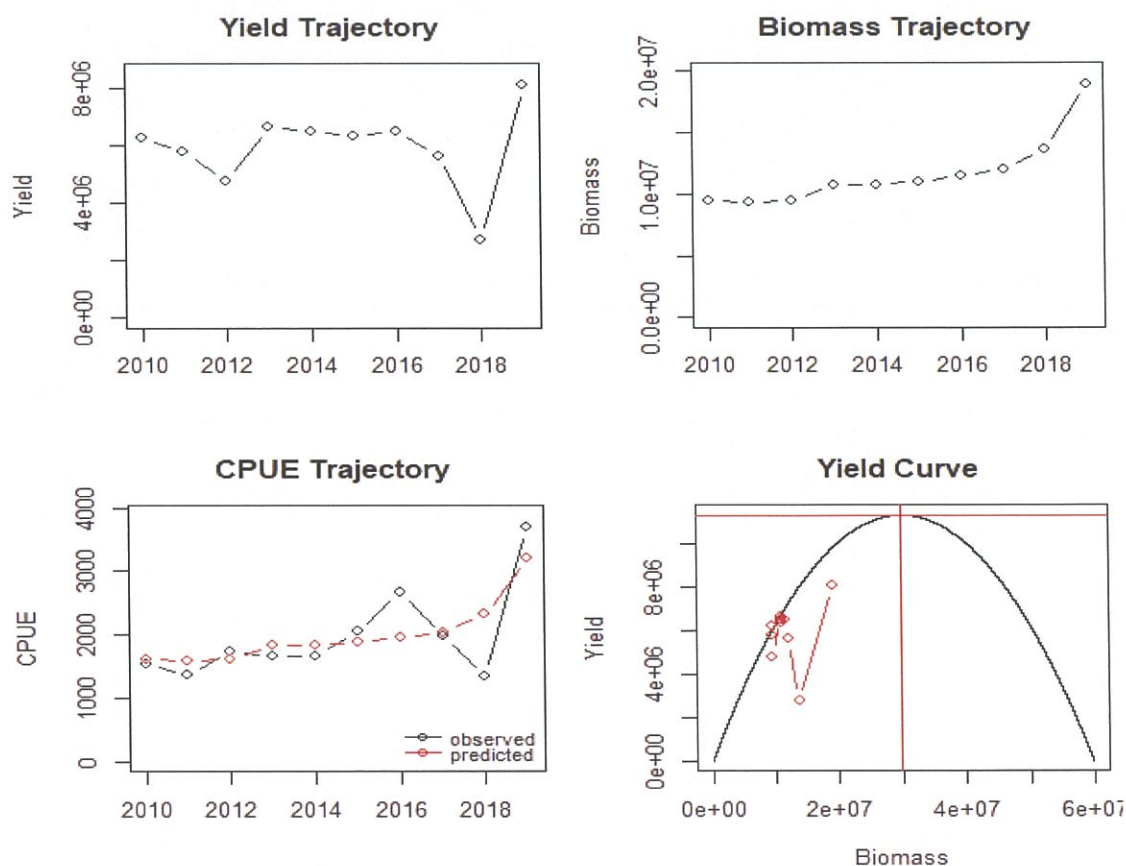 Yield Trajectory
Yield
0e+00
4e+06
8e+06
2010
2012
2014
2016
2018
Biomass Trajectory
Biomass
0.0e+00
1.0e+07
2.0e+07
2010
2012
2014
2016
2018
CPUE Trajectory
CPUE
0
1000
2000
3000
4000
observed
predicted
2010
2012
2014
2016
2018
Yield Curve
Yield
0e+00
4e+06
8e+06
0e+00
2e+07
4e+07
6e+07
Biomass